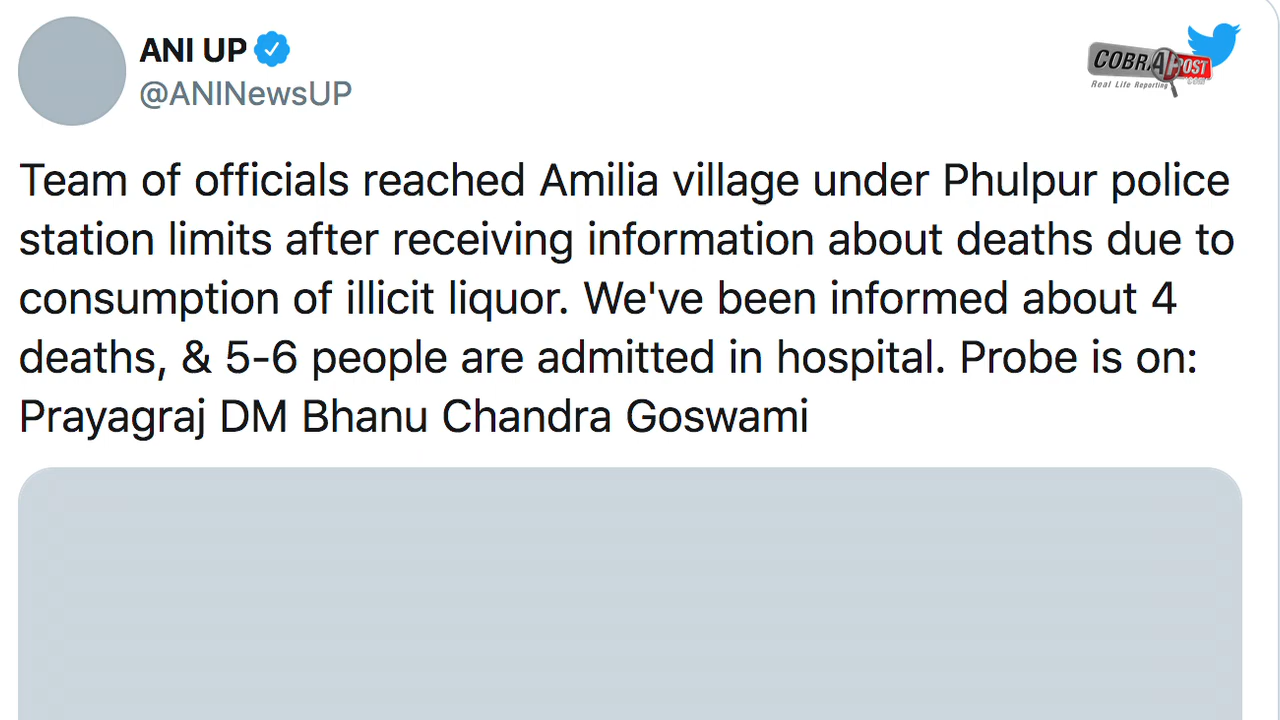 ANI UP
@ANINewsUP
COBRAPOST
.COM
Real Life Reporting
Team of officials reached Amilia village under Phulpur police
station limits after receiving information about deaths due to
consumption of illicit liquor. We've been informed about 4
deaths, & 5-6 people are admitted in hospital. Probe is on:
Prayagraj DM Bhanu Chandra Goswami